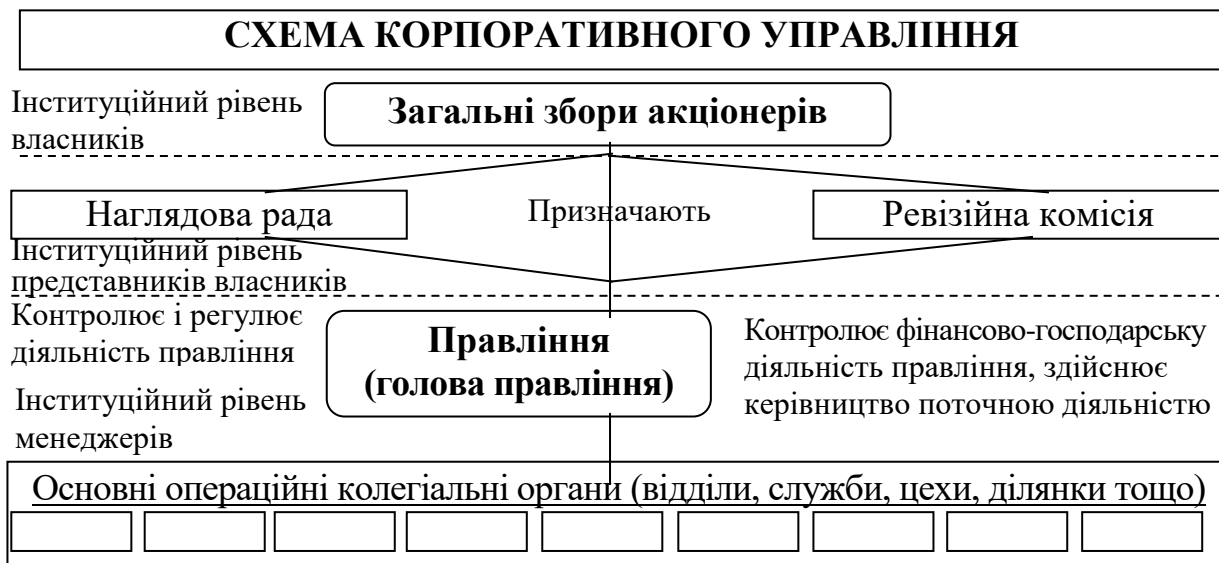 СХЕМА КОРПОРАТИВНОГО УПРАВЛІННЯ
Інституційний рівень
власників
Загальні збори акціонерів
Наглядова рада
Призначають
Ревізійна комісія
Інституційний рівень
представників власників
Контролює і регулює
діяльність правління
Правління
(голова правління)
Контролює фінансово-господарську
діяльність правління, здійснює
керівництво поточною діяльністю
Інституційний рівень
менеджерів
Основні операційні колегіальні органи (відділи, служби, цехи, ділянки тощо)